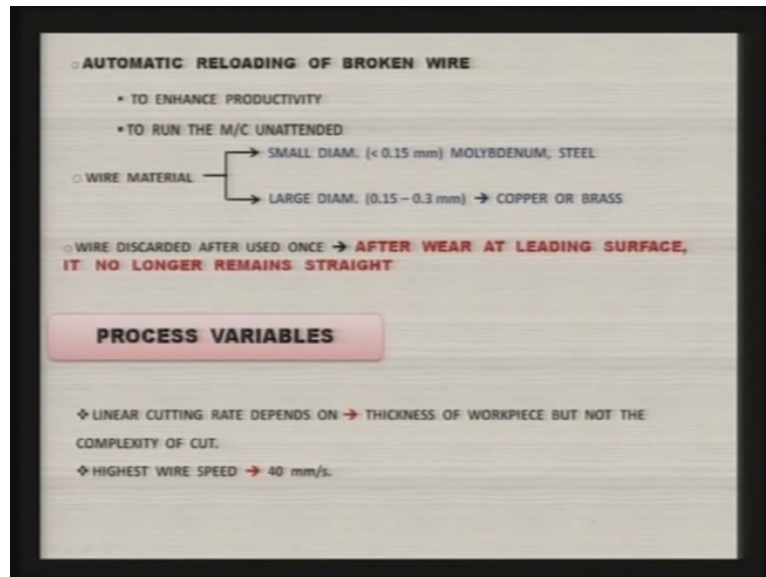 ○ AUTOMATIC RELOADING OF BROKEN WIRE
• TO ENHANCE PRODUCTIVITY
• TO RUN THE M/C UNATTENDED
SMALL DIAM. (< 0.15 mm) MOLYBDENUM, STEEL
○ WIRE MATERIAL
LARGE DIAM. (0.15 – 0.3 mm) → COPPER OR BRASS
○ WIRE DISCARDED AFTER USED ONCE → AFTER WEAR AT LEADING SURFACE,
IT NO LONGER REMAINS STRAIGHT
PROCESS VARIABLES
❖ LINEAR CUTTING RATE DEPENDS ON → THICKNESS OF WORKPIECE BUT NOT THE
COMPLEXITY OF CUT.
❖ HIGHEST WIRE SPEED → 40 mm/s.